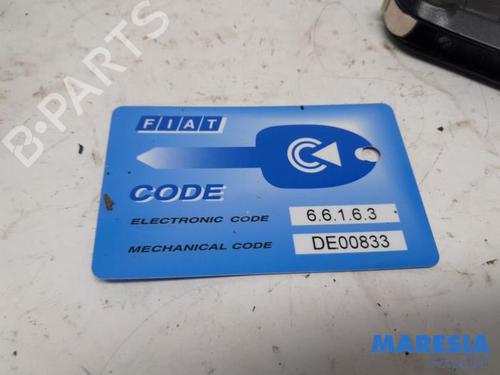 B-PARTS
FIAT
CODE
ELECTRONIC CODE 6.6.1.6.3
MECHANICAL CODE DE00833
MARESIA